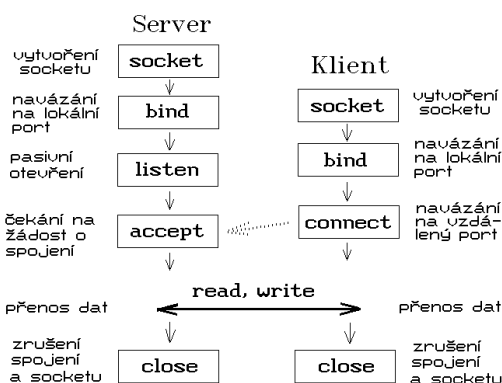 Server
vytvoření
socketu
socket
navázání
na lokální
port
bind
pasivní
otevření
listen
čekání na
žádost o
spojení
accept
Klient
socket
vytvoření
socketu
bind
navázání
na lokální
port
connect
navázání
na vzdá-
lený port
read, write
přenos dat
přenos dat
zrušení
spojení
a socketu
close
close
zrušení
spojení
a socketu